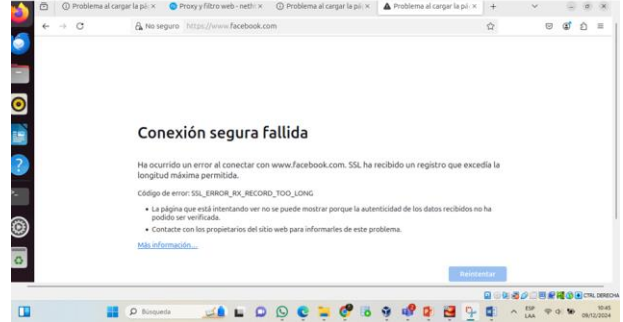 Problema al cargar la pá
Proxy y filtro web - neth
Problema al cargar la pá
Problema al cargar la pá
No seguro https://www.facebook.com
Conexión segura fallida
Ha ocurrido un error al conectar con www.facebook.com. SSL ha recibido un registro que excedía la
longitud máxima permitida.
Código de error: SSL_ERROR_RX_RECORD_TOO_LONG
La página que está intentando ver no se puede mostrar porque la autenticidad de los datos recibidos no ha
podido ser verificada.
Contacte con los propietarios del sitio web para informarles de este problema.
Más información...
Reintentar
CTRL DERECHA
Búsqueda
ESP
LAA
10:45
09/12/2024